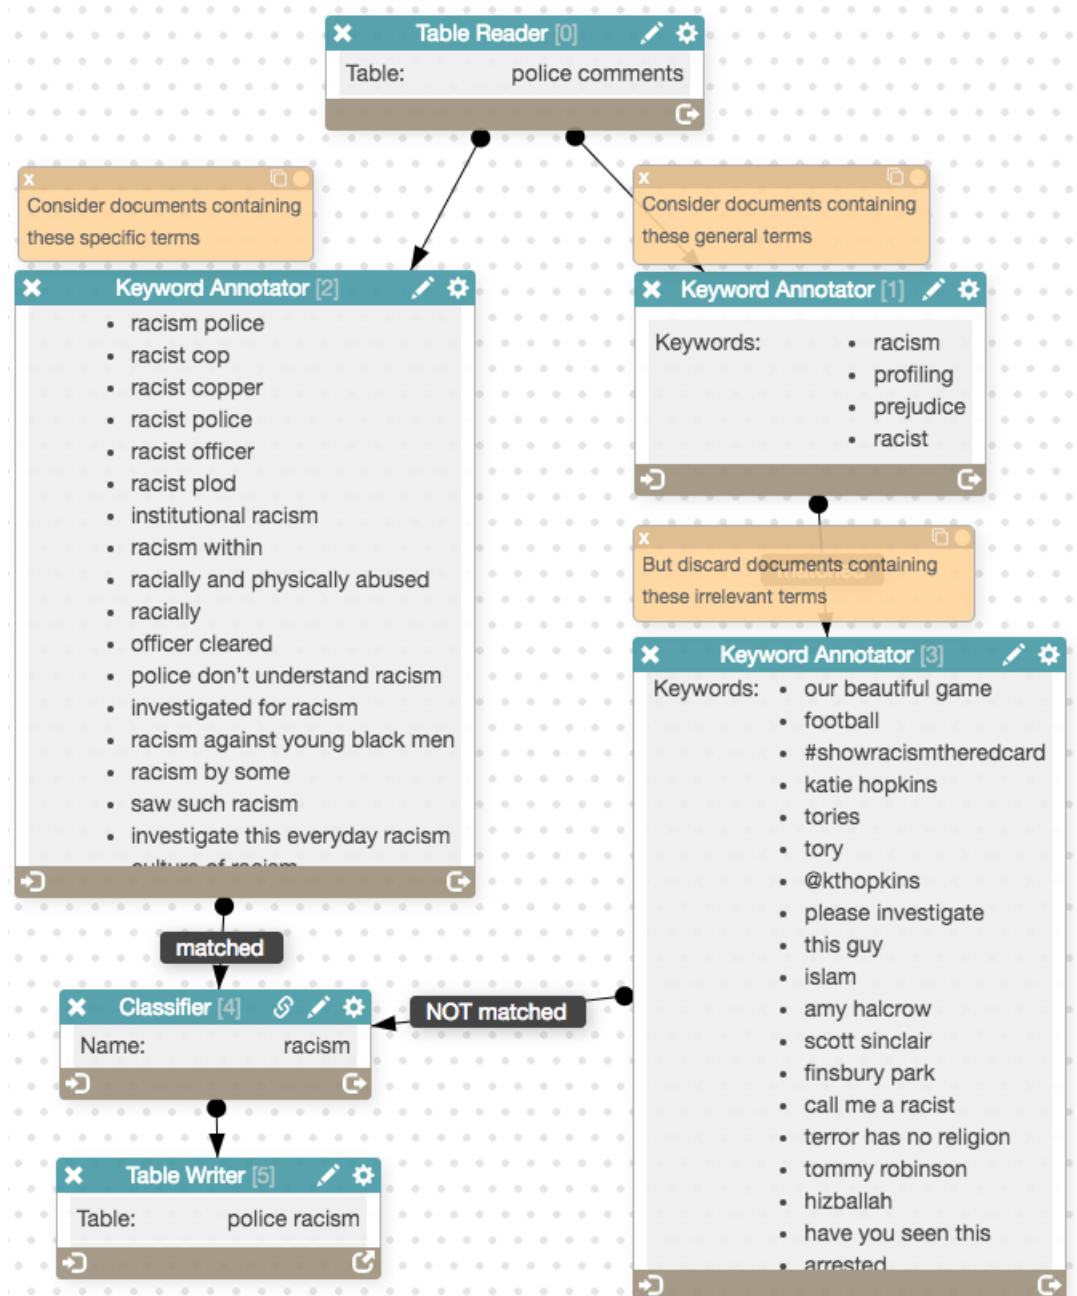 Table Reader [0]
Table: police comments
x
Consider documents containing
these specific terms
x
Consider documents containing
these general terms
Keyword Annotator [2]
racism police
racist cop
racist copper
racist police
racist officer
racist plod
institutional racism
racism within
racially and physically abused
racially
officer cleared
police don't understand racism
investigated for racism
racism against young black men
racism by some
saw such racism
investigate this everyday racism
culture of racism
Keyword Annotator [1]
Keywords:
racism
profiling
prejudice
racist
x
But discard documents containing
these irrelevant terms
matched
Keyword Annotator [3]
Keywords:
our beautiful game
football
#showracismtheredcard
katie hopkins
tories
tory
@kthopkins
please investigate
this guy
islam
amy halcrow
scott sinclair
finsbury park
call me a racist
terror has no religion
tommy robinson
hizballah
have you seen this
arrested
matched
NOT matched
Classifier [4]
Name: racism
Table Writer [5]
Table: police racism